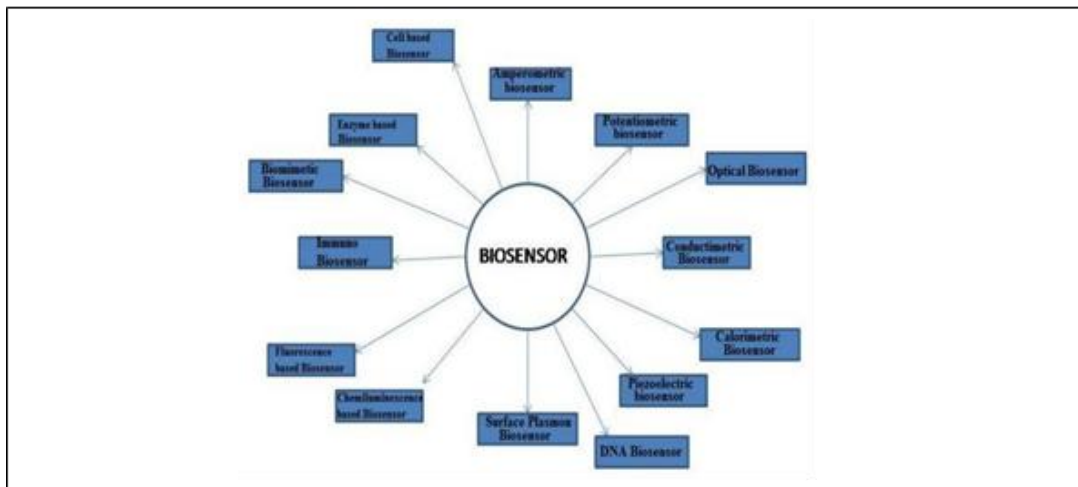 Cell based
Biosensor
Amperometric
biosensor
Enzyme based
Biosensor
Potentiometric
biosensor
Biomimetic
Biosensor
Optical Biosensor
Immuno
Biosensor
BIOSENSOR
Conductimetric
Biosensor
Fluorescence
based Biosensor
Calorimetric
Biosensor
Chemiluminescence
based Biosensor
Piezoelectric
biosensor
Surface Plasmon
Biosensor
DNA Biosensor